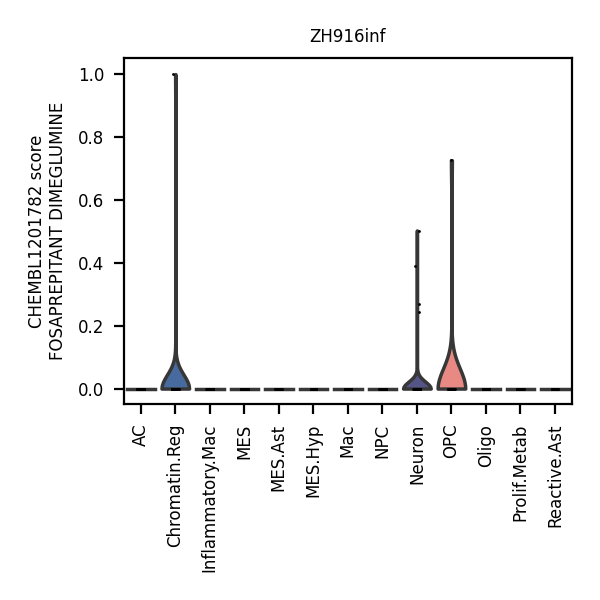 ZH916inf
CHEMBL1201782 score
FOSAPREPITANT DIMEGLUMINE
1.0
0.8
0.6
0.4
0.2
0.0
AC
Chromatin.Reg
Inflammatory.Mac
MES
MES.Ast
MES.Hyp
Mac
NPC
Neuron
OPC
Oligo
Prolif.Metab
Reactive.Ast